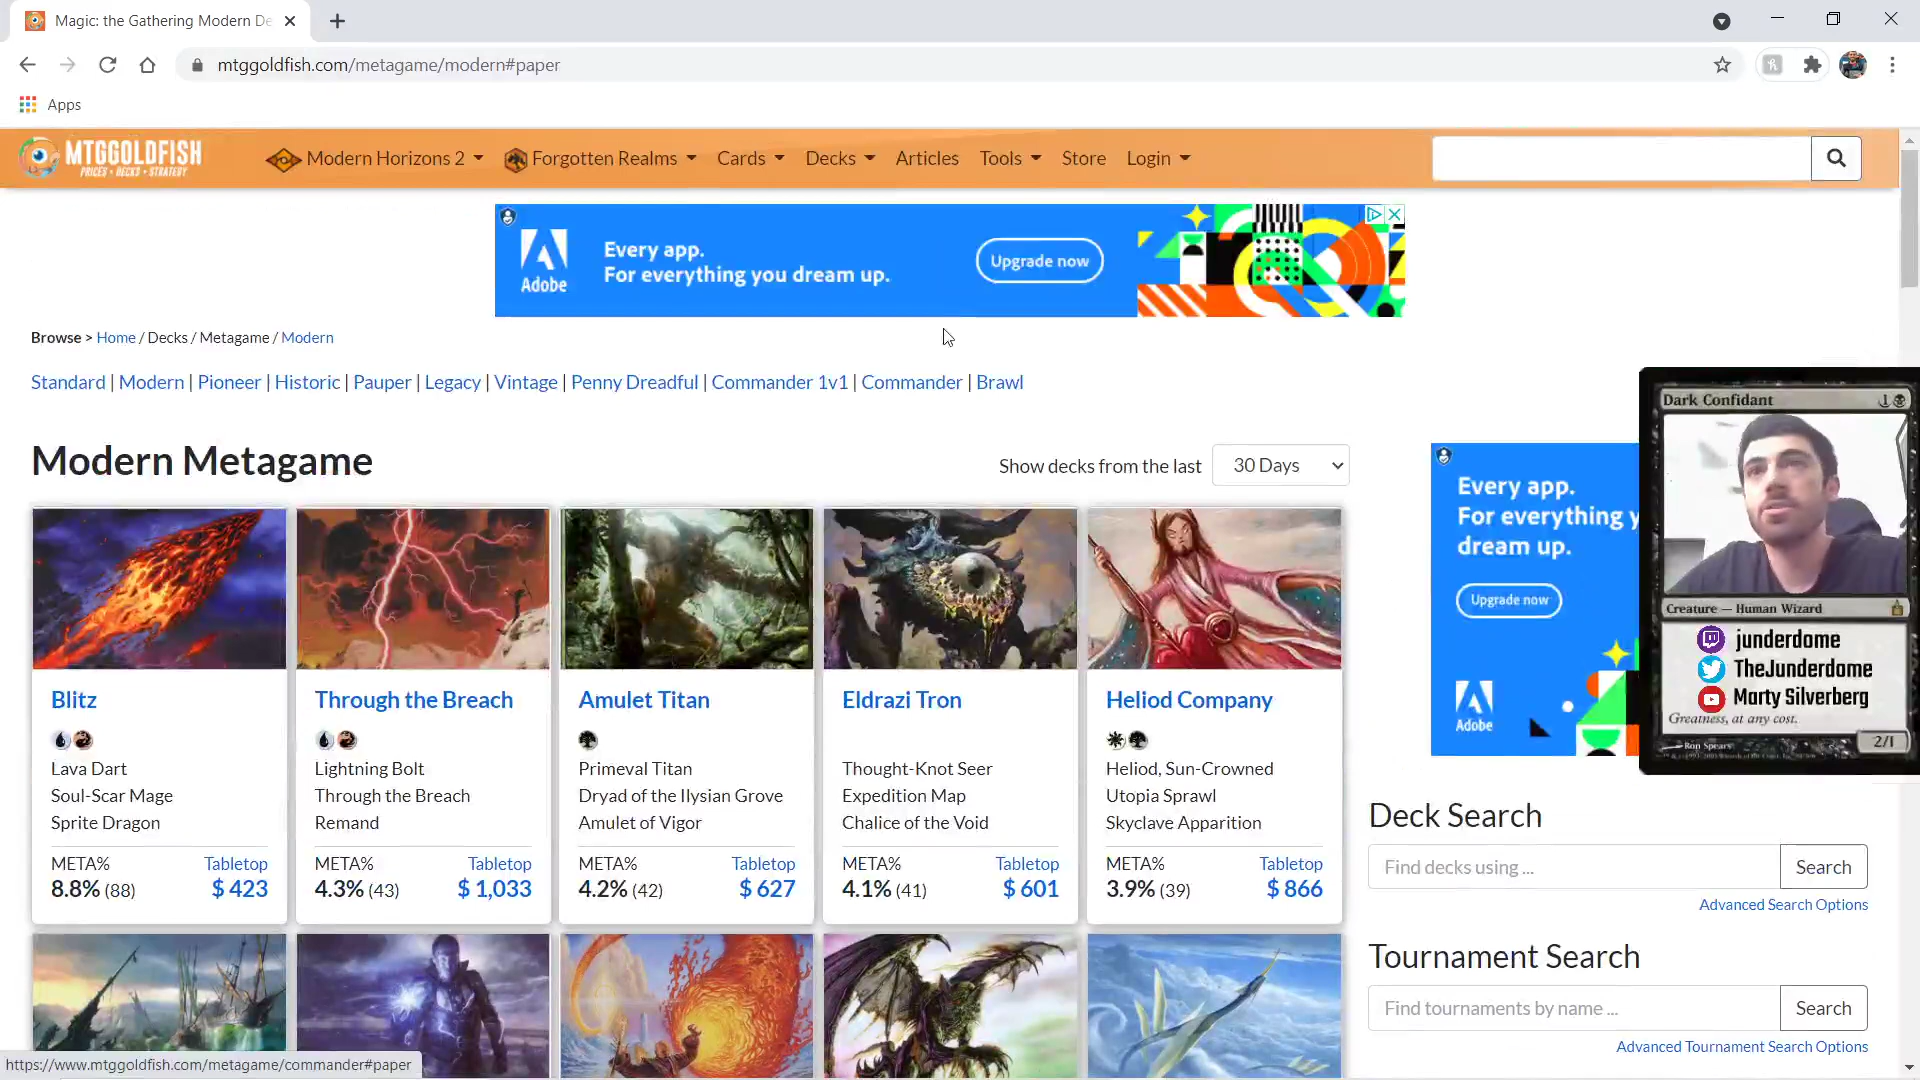 Magic: the Gathering Modern De
mtggoldfish.com/metagame/modern#paper
Apps
MTGGOLDFISH
PRICES • DECKS • STRATEGY
Modern Horizons 2
Forgotten Realms
Cards
Decks
Articles
Tools
Store
Login
Adobe
Every app.
For everything you dream up.
Upgrade now
Browse > Home / Decks / Metagame / Modern
Standard | Modern | Pioneer | Historic | Pauper | Legacy | Vintage | Penny Dreadful | Commander 1v1 | Commander | Brawl
Modern Metagame
Show decks from the last 30 Days
Blitz
Lava Dart
Soul-Scar Mage
Sprite Dragon
META% Tabletop
8.8% (88) $ 423
Through the Breach
Lightning Bolt
Through the Breach
Remand
META% Tabletop
4.3% (43) $ 1,033
Amulet Titan
Primeval Titan
Dryad of the Ilysian Grove
Amulet of Vigor
META% Tabletop
4.2% (42) $ 627
Eldrazi Tron
Thought-Knot Seer
Expedition Map
Chalice of the Void
META% Tabletop
4.1% (41) $ 601
Heliod Company
Heliod, Sun-Crowned
Utopia Sprawl
Skyclave Apparition
META% Tabletop
3.9% (39) $ 866
Every app.
For everything y
dream up.
Upgrade now
Adobe
Dark Confidant 1
Creature — Human Wizard
junderdome
TheJunderdome
Marty Silverberg
Greatness, at any cost.
Ron Spears
2/1
Deck Search
Find decks using ... Search
Advanced Search Options
Tournament Search
Find tournaments by name ... Search
Advanced Tournament Search Options
https://www.mtggoldfish.com/metagame/commander#paper